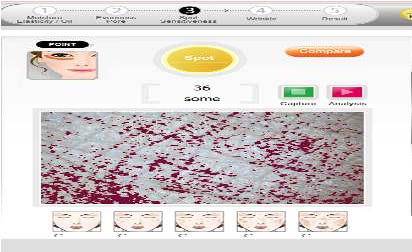 1 2 3 4 5
Moisture Elasticity / Oil
Evenness Pore
Spot Sensitiveness
Wrinkle
Result
POINT
Spot
Compare
36
some
Capture
Analysis